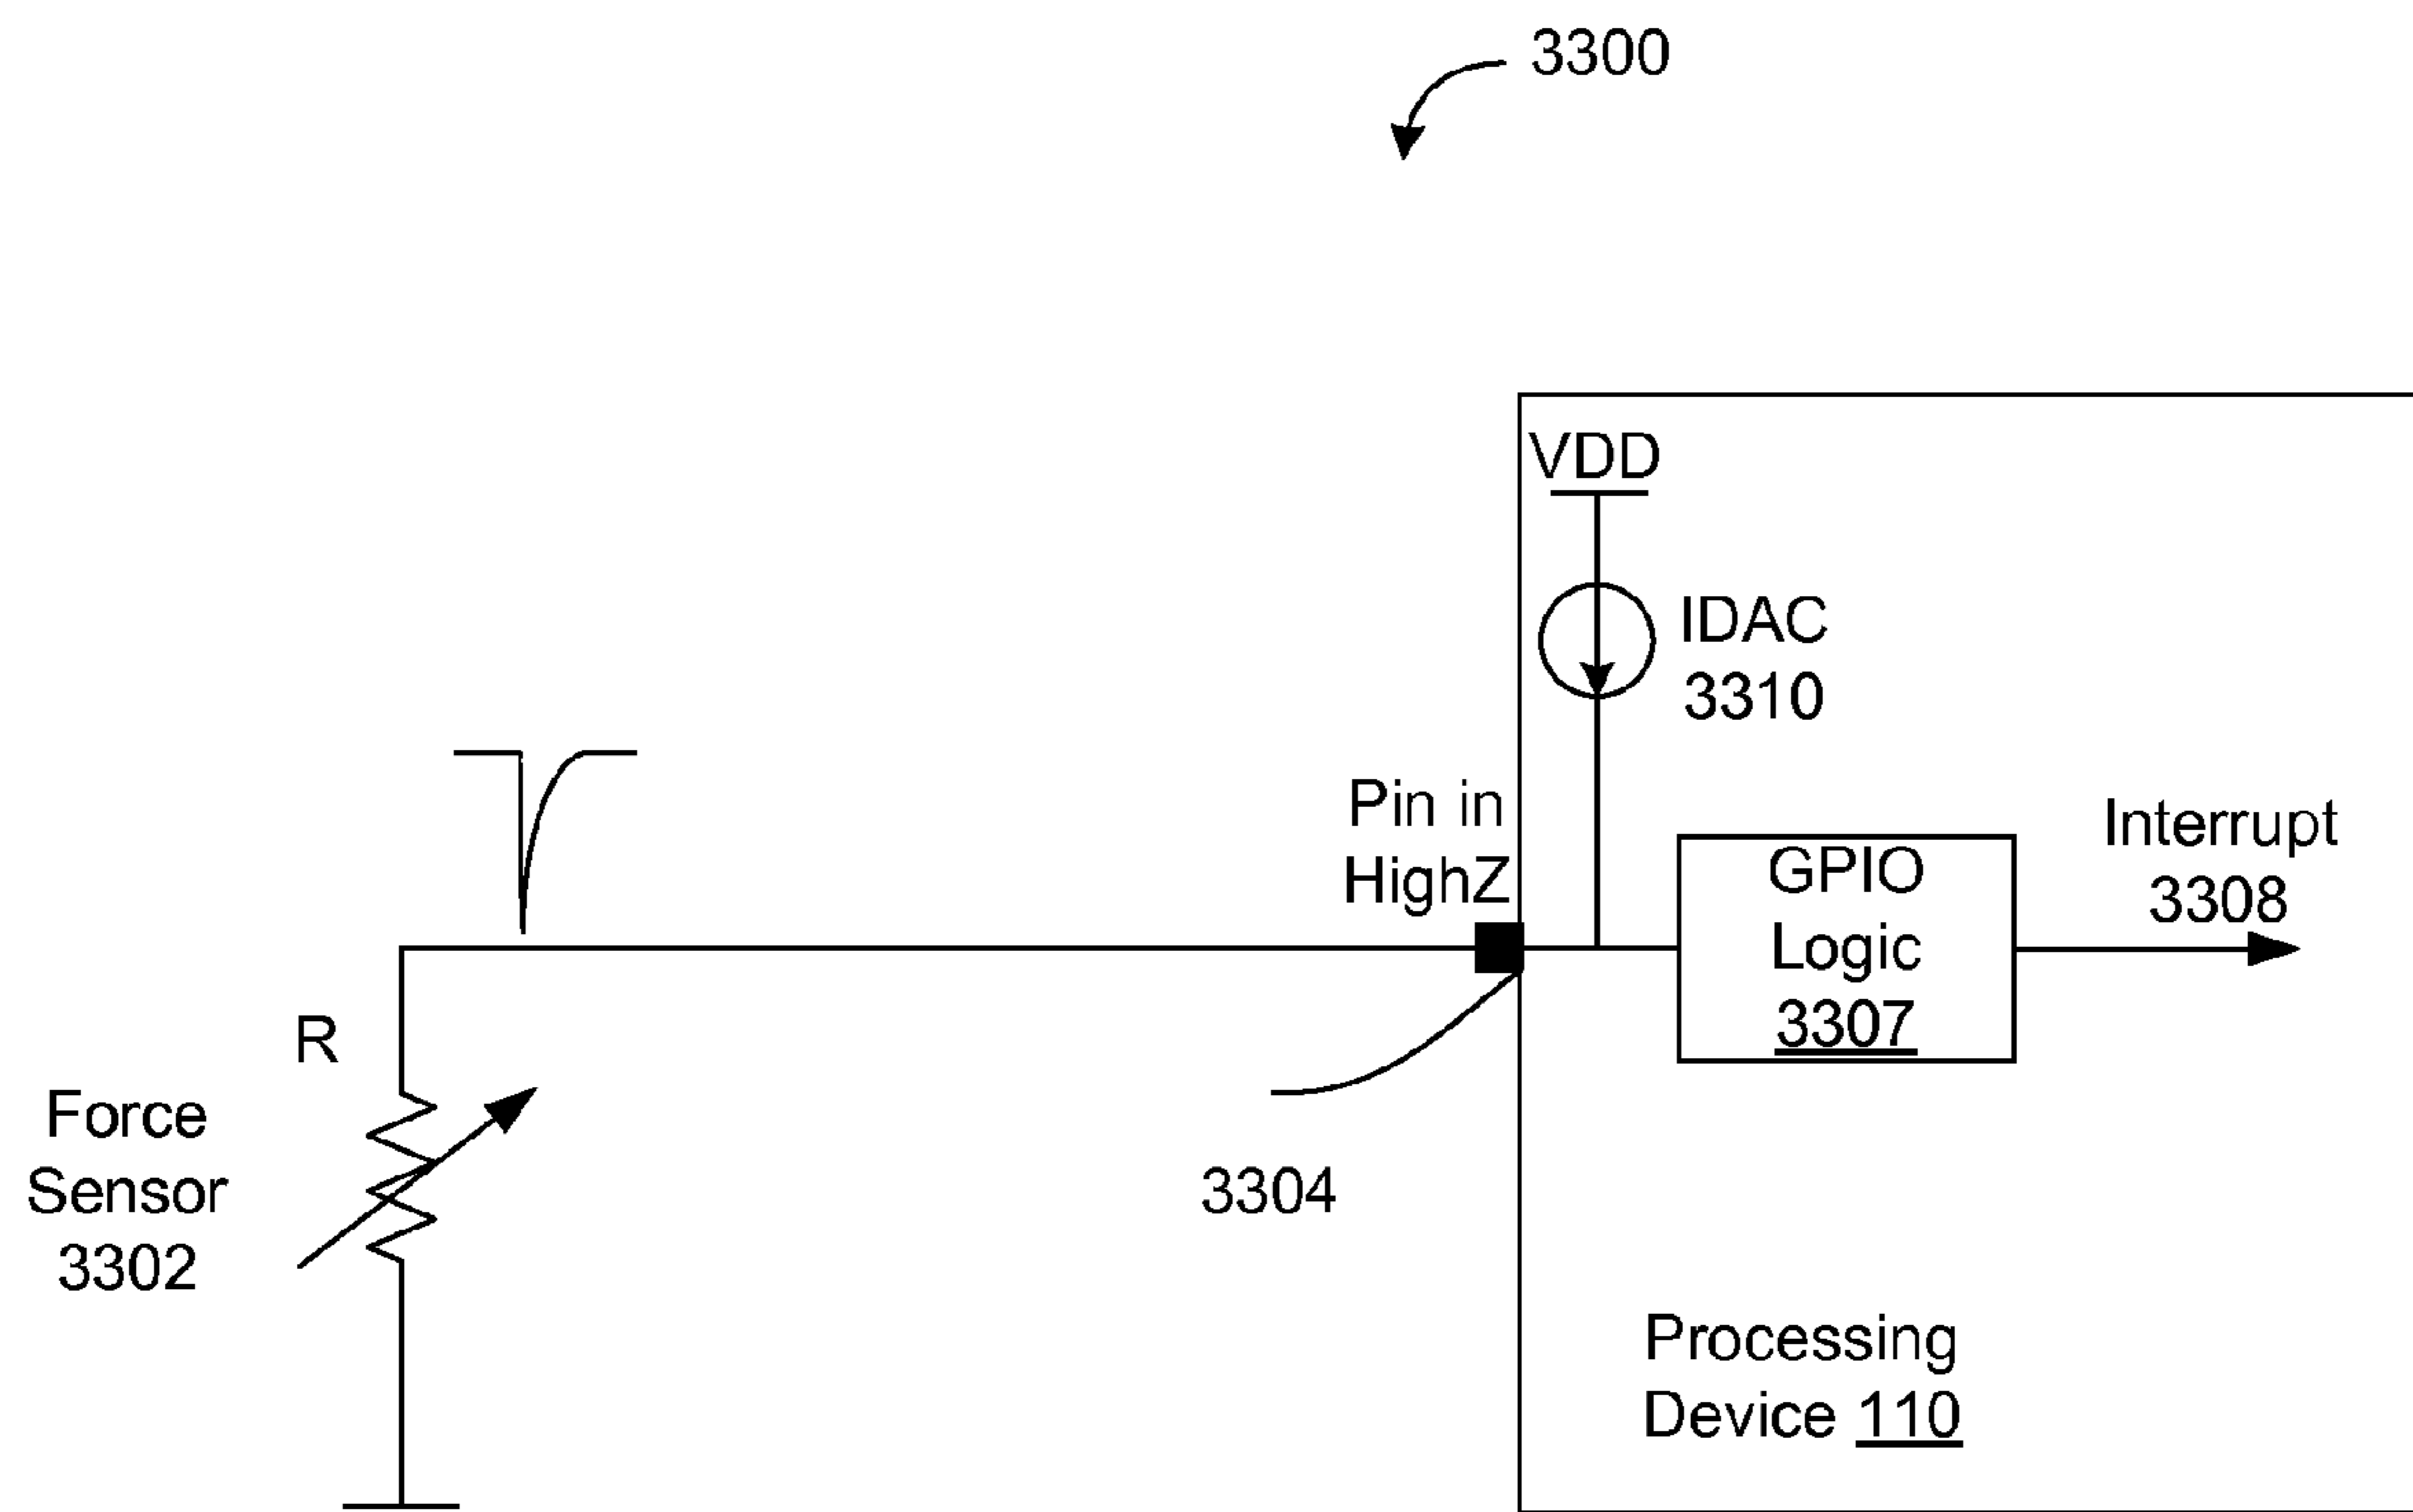 3300
VDD
IDAC
3310
Pin in
HighZ
GPIO
Logic
3307
Interrupt
3308
R
Force
Sensor
3302
3304
Processing
Device 110